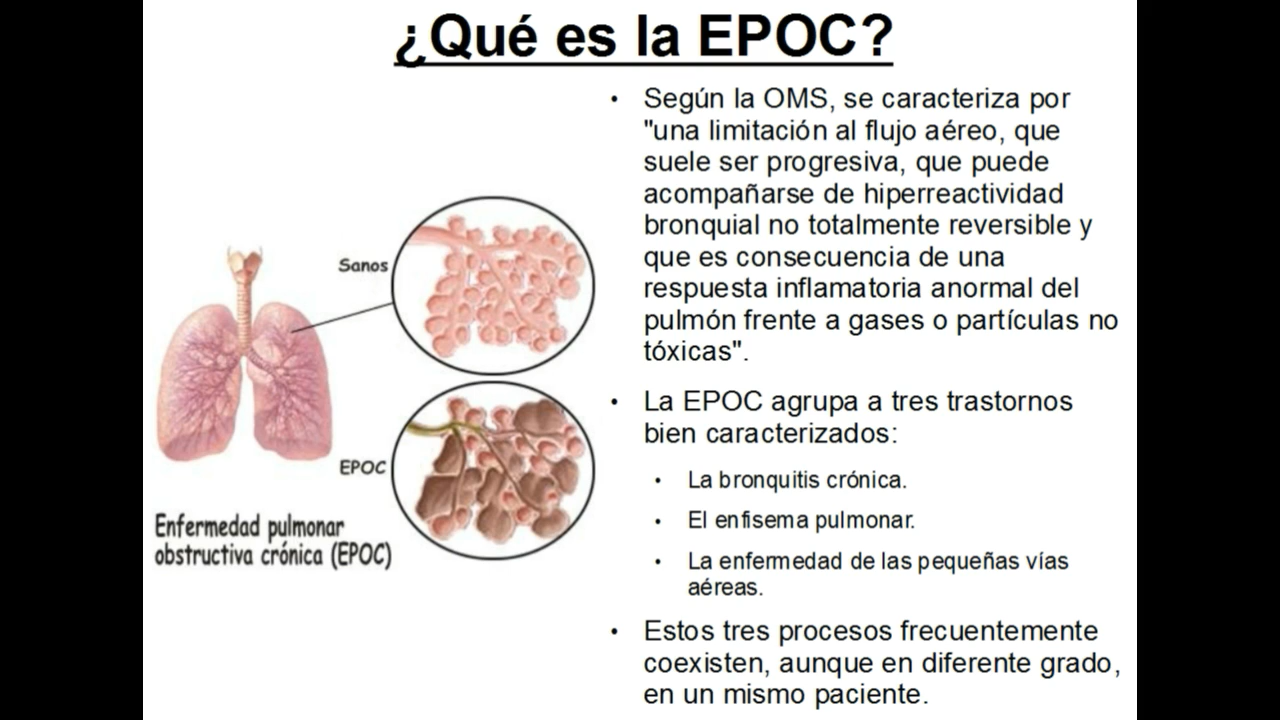 ¿Qué es la EPOC?
Sanos
EPOC
Enfermedad pulmonar
obstructiva crónica (EPOC)
• Según la OMS, se caracteriza por
"una limitación al flujo aéreo, que
suele ser progresiva, que puede
acompañarse de hiperreactividad
bronquial no totalmente reversible y
que es consecuencia de una
respuesta inflamatoria anormal del
pulmón frente a gases o partículas no
tóxicas".
• La EPOC agrupa a tres trastornos
bien caracterizados:
• La bronquitis crónica.
• El enfisema pulmonar.
• La enfermedad de las pequeñas vías
aéreas.
• Estos tres procesos frecuentemente
coexisten, aunque en diferente grado,
en un mismo paciente.